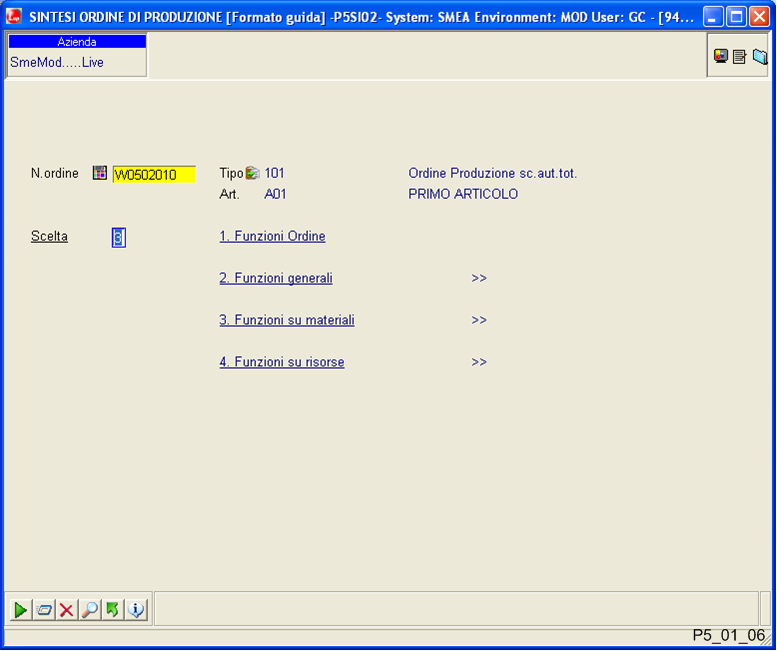 SINTESI ORDINE DI PRODUZIONE [Formato guida] -P5SI02- System: SMEA Environment: MOD User: GC - [94...
Azienda
SmeMod.....Live
N.ordine W0502010 Tipo 101 Ordine Produzione sc.aut.tot.
Art. A01 PRIMO ARTICOLO
Scelta 3 1. Funzioni Ordine
2. Funzioni generali >>
3. Funzioni su materiali >>
4. Funzioni su risorse >>
P5_01_06